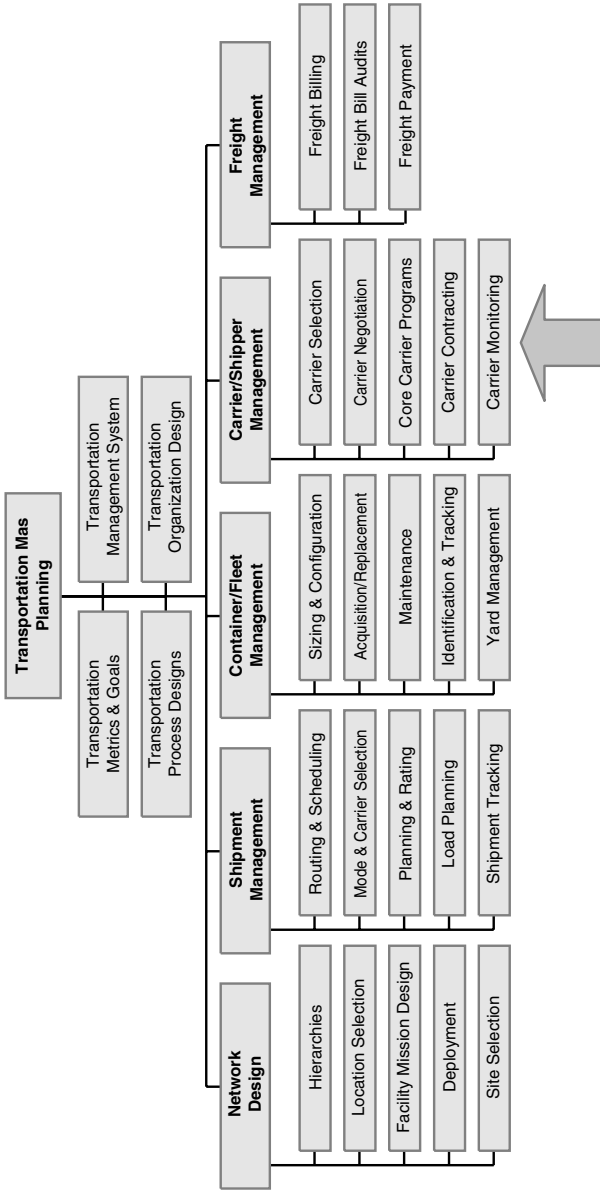 Transportation Mas
Planning
Transportation
Metrics & Goals
Transportation
Management System
Transportation
Process Designs
Transportation
Organization Design
Network
Design
Hierarchies
Location Selection
Facility Mission Design
Deployment
Site Selection
Shipment
Management
Routing & Scheduling
Mode & Carrier Selection
Planning & Rating
Load Planning
Shipment Tracking
Container/Fleet
Management
Sizing & Configuration
Acquisition/Replacement
Maintenance
Identification & Tracking
Yard Management
Carrier/Shipper
Management
Carrier Selection
Carrier Negotiation
Core Carrier Programs
Carrier Contracting
Carrier Monitoring
Freight
Management
Freight Billing
Freight Bill Audits
Freight Payment